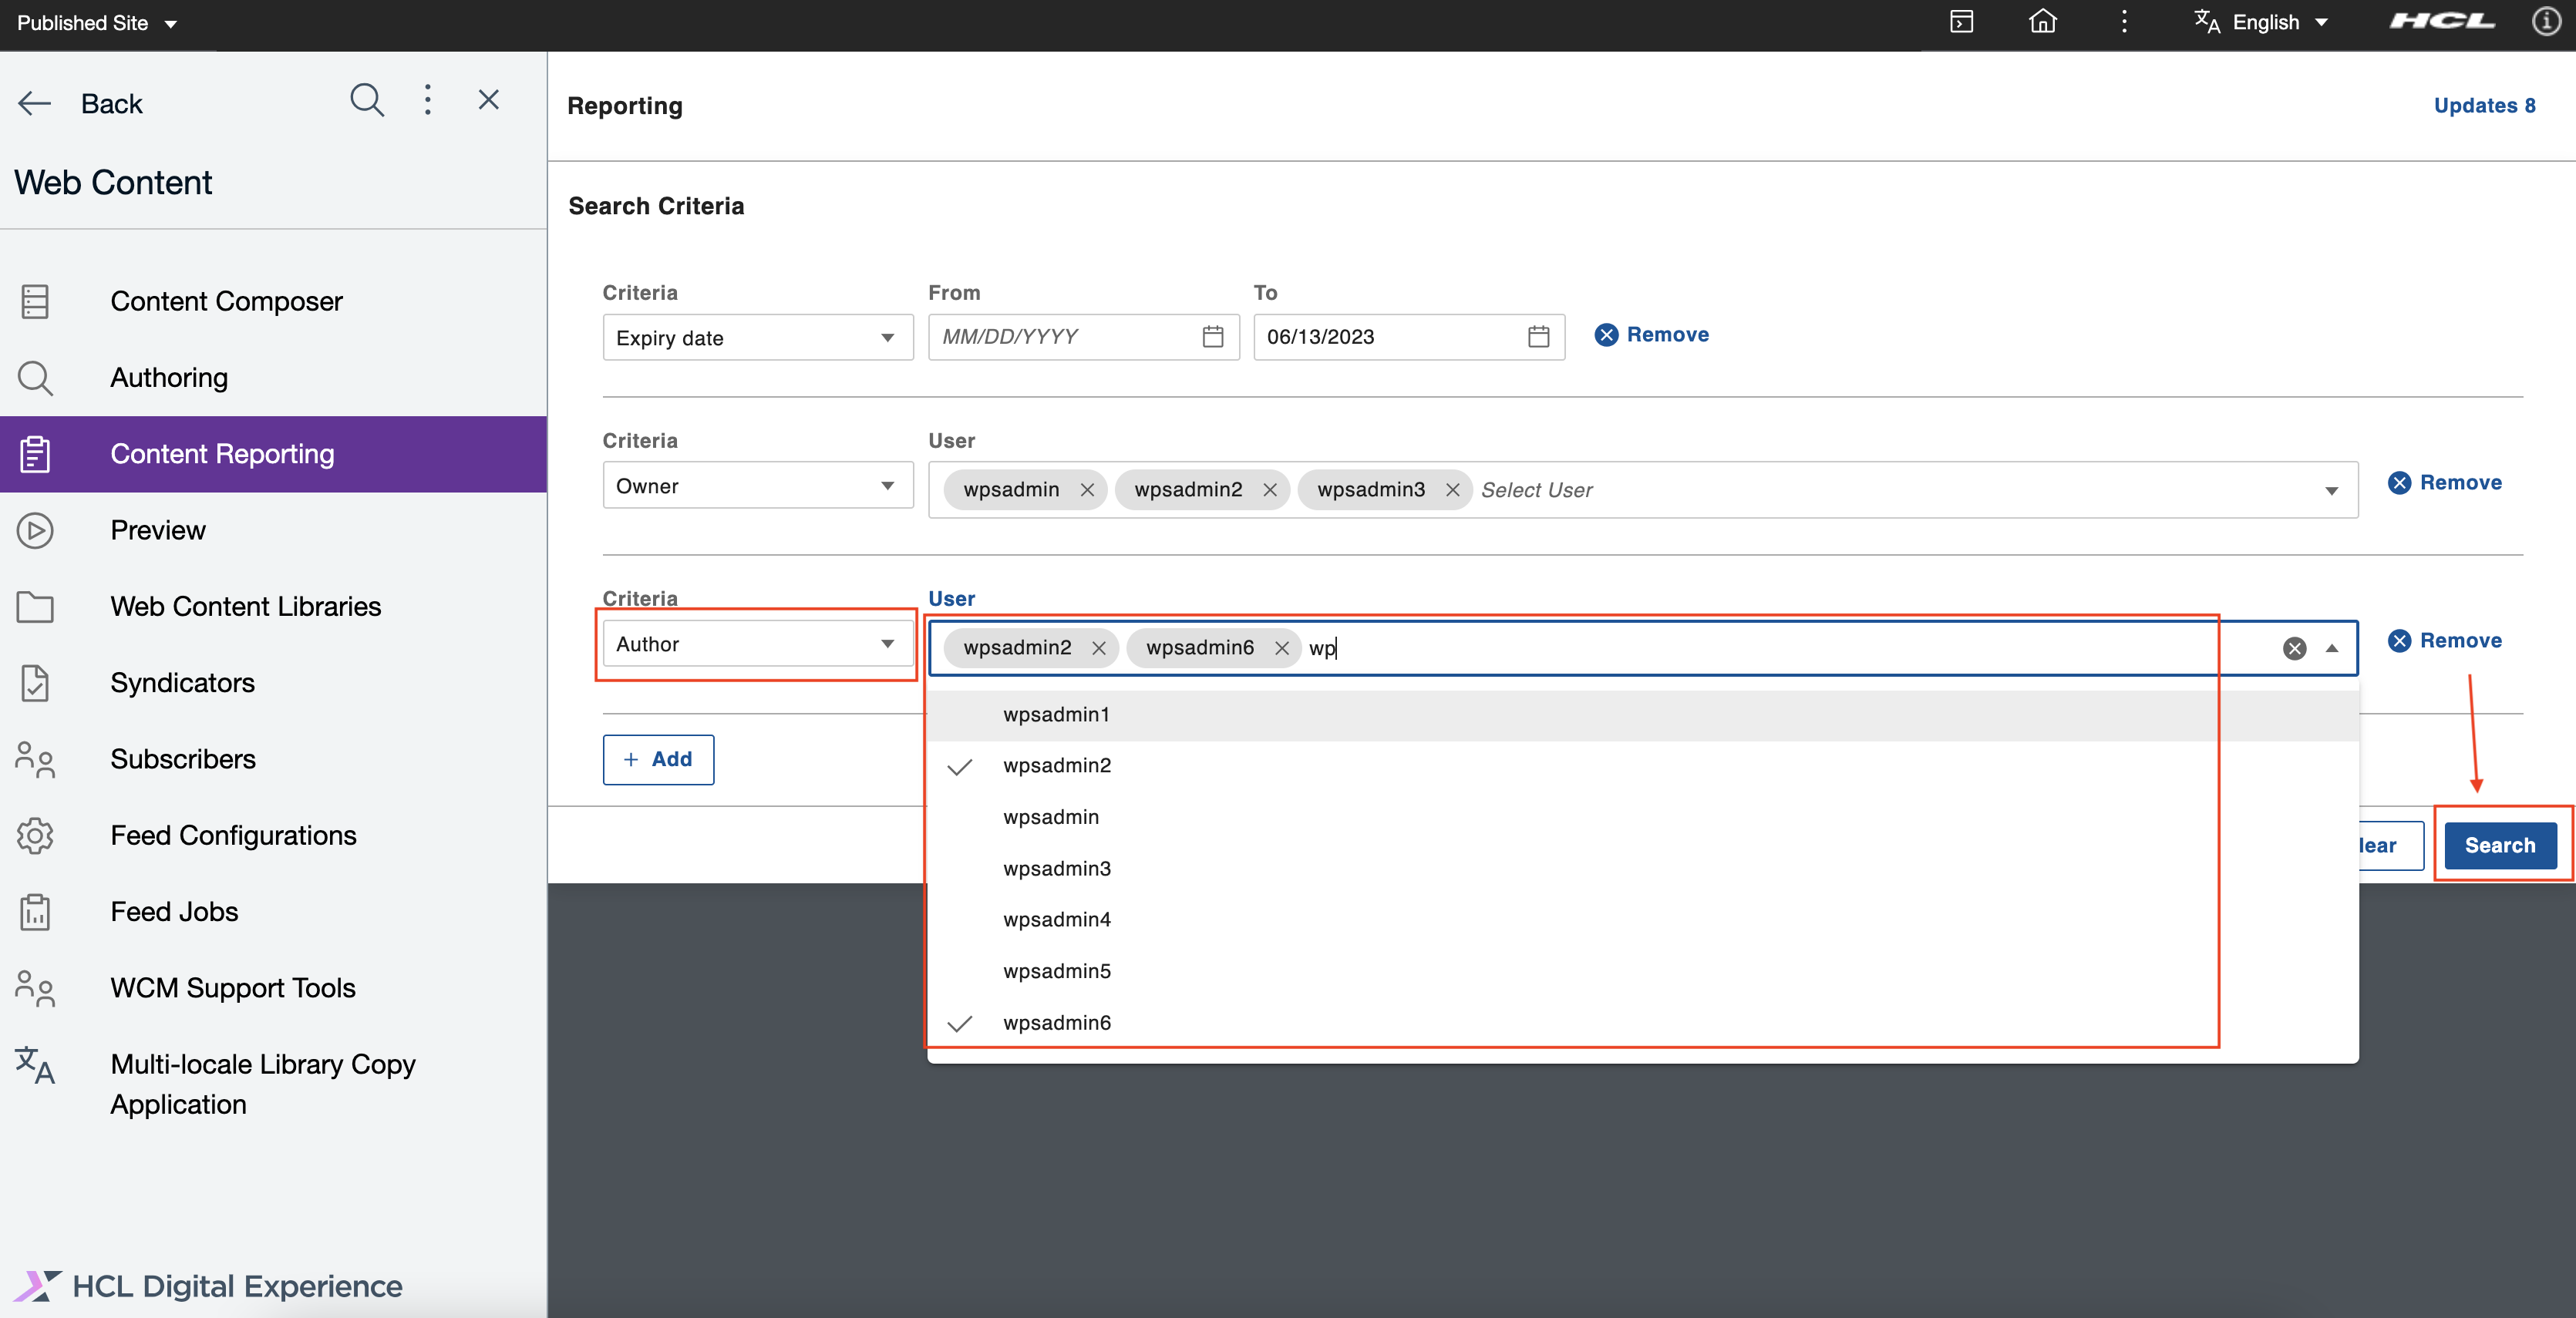 Published Site
English
HCL
Back
Web Content
Content Composer
Authoring
Content Reporting
Preview
Web Content Libraries
Syndicators
Subscribers
Feed Configurations
Feed Jobs
WCM Support Tools
Multi-locale Library Copy
Application
HCL Digital Experience
Reporting
Updates 8
Search Criteria
Criteria From To
Expiry date MM/DD/YYYY 06/13/2023 Remove
Criteria User
Owner wpsadmin wpsadmin2 wpsadmin3 Select User Remove
Criteria User
Author wpsadmin2 wpsadmin6 wp Remove
wpsadmin1
wpsadmin2
wpsadmin
wpsadmin3
wpsadmin4
wpsadmin5
wpsadmin6
+ Add
lear Search